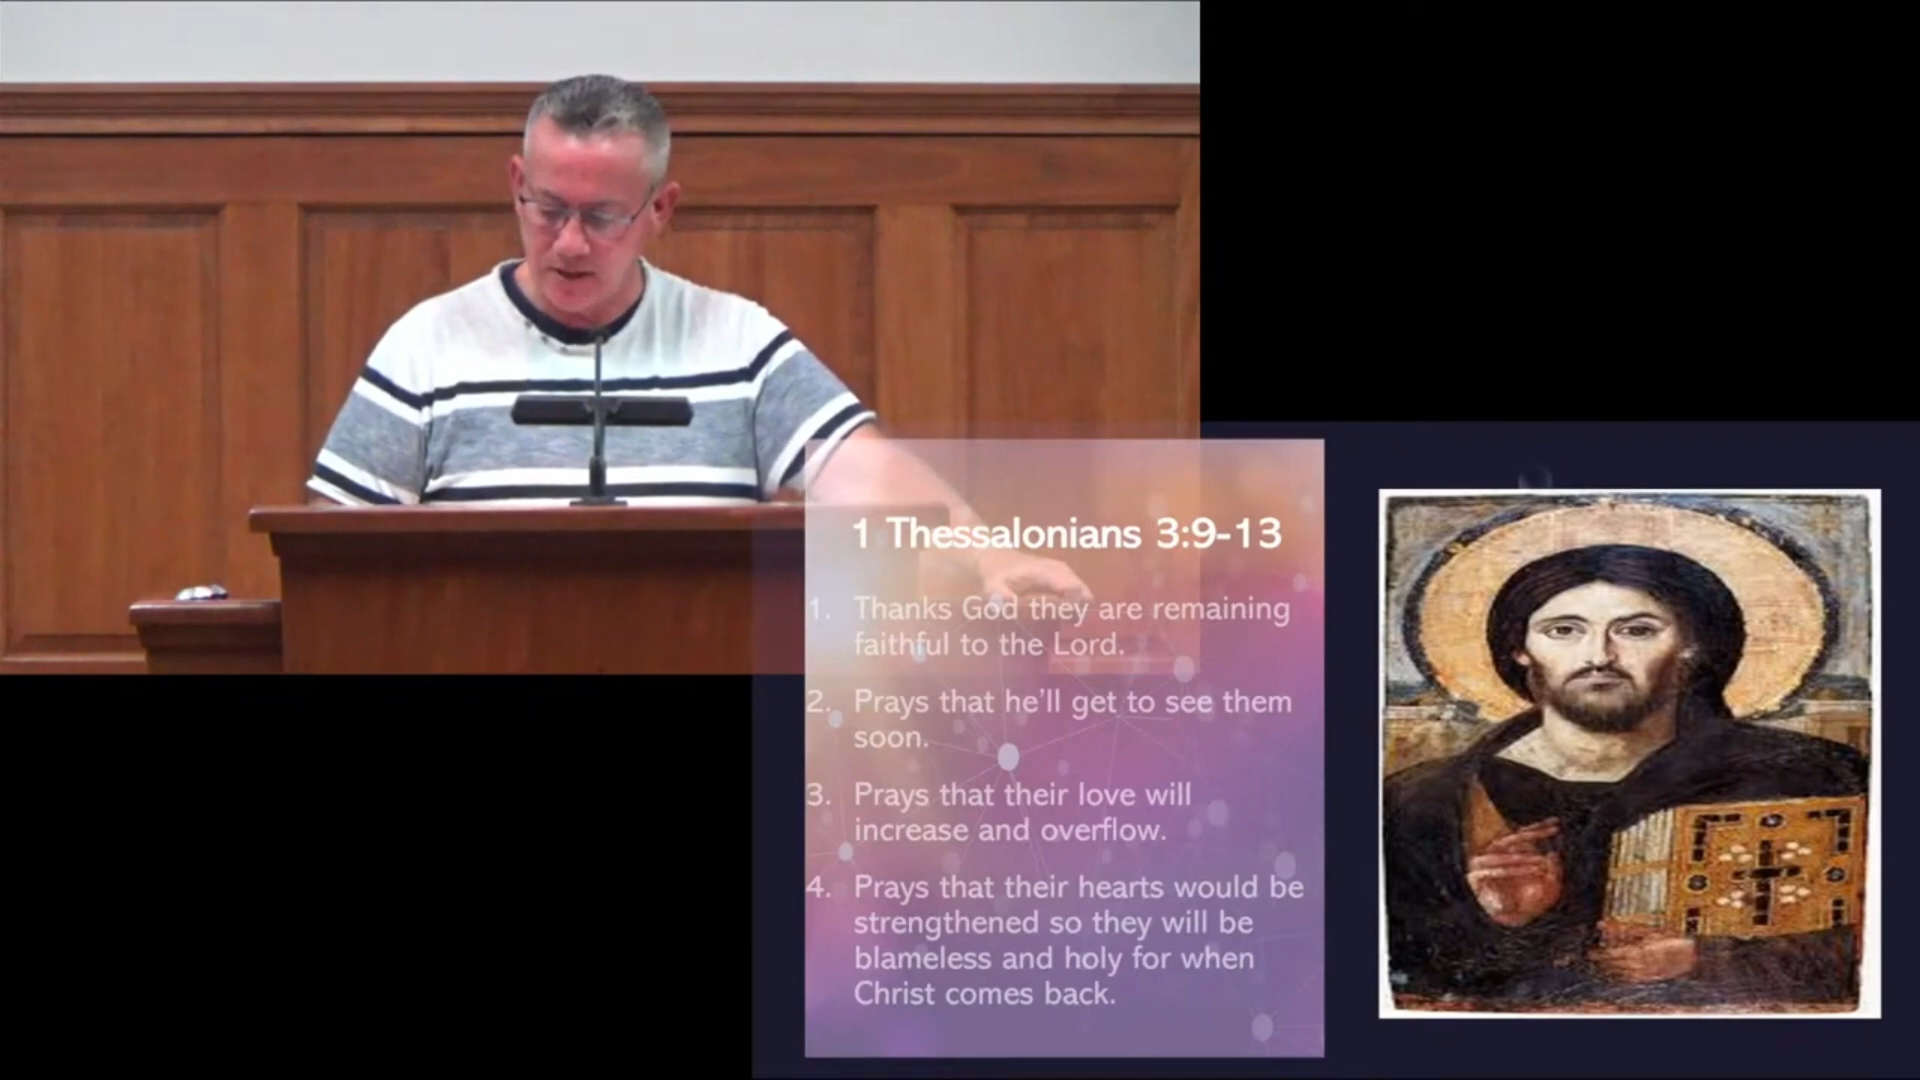 1 Thessalonians 3:9-13
1. Thanks God they are remaining
faithful to the Lord.
2. Prays that he'll get to see them
soon.
3. Prays that their love will
increase and overflow.
4. Prays that their hearts would be
strengthened so they will be
blameless and holy for when
Christ comes back.